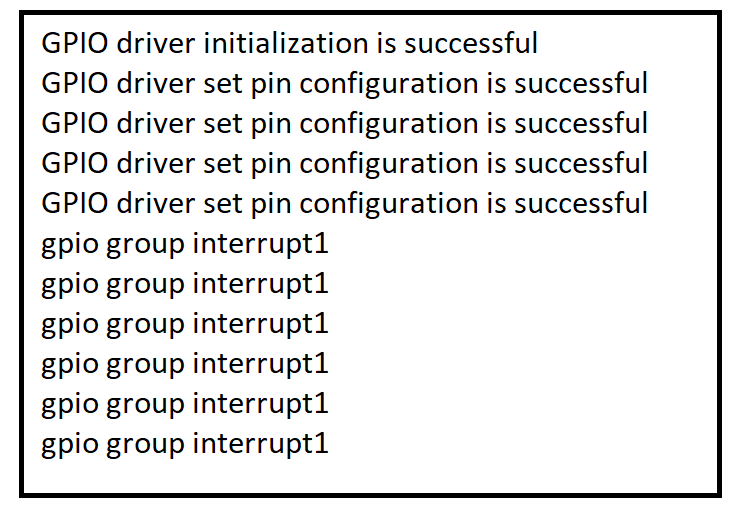 GPIO driver initialization is successful
GPIO driver set pin configuration is successful
GPIO driver set pin configuration is successful
GPIO driver set pin configuration is successful
GPIO driver set pin configuration is successful
gpio group interrupt1
gpio group interrupt1
gpio group interrupt1
gpio group interrupt1
gpio group interrupt1
gpio group interrupt1